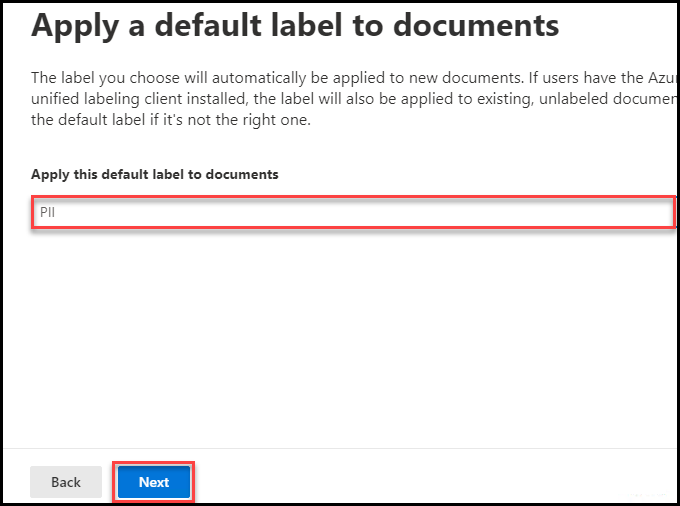 Apply a default label to documents
The label you choose will automatically be applied to new documents. If users have the Azu
unified labeling client installed, the label will also be applied to existing, unlabeled documen
the default label if it's not the right one.
Apply this default label to documents
PII
Back
Next